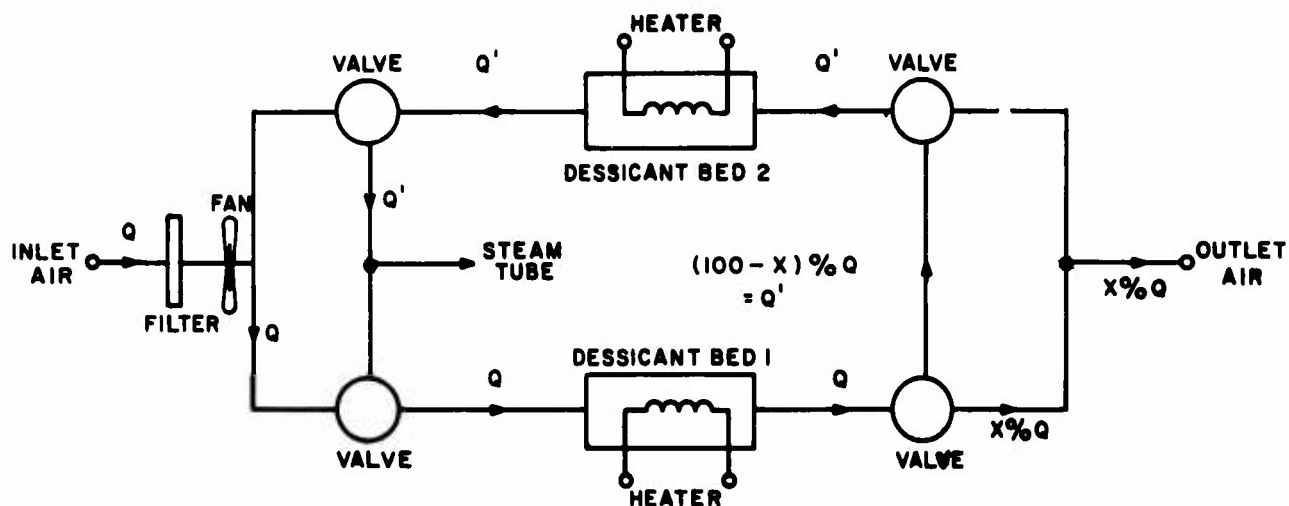 HEATER
VALVE
Q'
Q'
VALVE
DESSICANT BED 2
FAN
Q'
Q
INLET
AIR
STEAM
TUBE
(100-X)%Q
= Q'
OUTLET
AIR
X%Q
FILTER
Q
DESSICANT BED 1
Q
Q
X%Q
VALVE
VALVE
HEATER